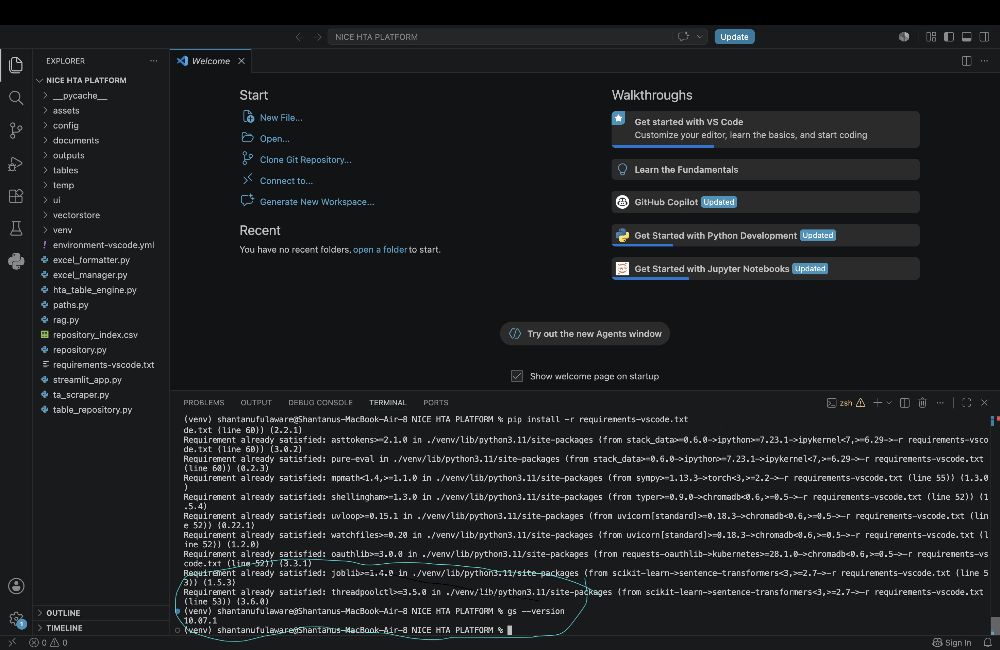 NICE HTA PLATFORM
Update
EXPLORER
Welcome
NICE HTA PLATFORM
__pycache__
assets
config
documents
outputs
tables
temp
ui
vectorstore
venv
environment-vscode.yml
excel_formatter.py
excel_manager.py
hta_table_engine.py
paths.py
rag.py
repository_index.csv
repository.py
requirements-vscode.txt
streamlit_app.py
ta_scraper.py
table_repository.py
OUTLINE
TIMELINE
Start
New File...
Open...
Clone Git Repository...
Connect to...
Generate New Workspace...
Recent
You have no recent folders, open a folder to start.
Walkthroughs
Get started with VS Code
Customize your editor, learn the basics, and start coding
Learn the Fundamentals
GitHub Copilot Updated
Get Started with Python Development Updated
jupyter
Get Started with Jupyter Notebooks Updated
Try out the new Agents window
Show welcome page on startup
PROBLEMS OUTPUT DEBUG CONSOLE TERMINAL PORTS
zsh
(venv) shantanufulaware@Shantanus-MacBook-Air-8 NICE HTA PLATFORM % pip install -r requirements-vscode.txt
de.txt (line 60)) (2.2.1)
Requirement already satisfied: asttokens>=2.1.0 in ./venv/lib/python3.11/site-packages (from stack_data>=0.6.0->ipython>=7.23.1->ipykernel<7,>=6.29->-r requirements-vsco
de.txt (line 60)) (3.0.2)
Requirement already satisfied: pure-eval in ./venv/lib/python3.11/site-packages (from stack_data>=0.6.0->ipython>=7.23.1->ipykernel<7,>=6.29->-r requirements-vscode.txt
(line 60)) (0.2.3)
Requirement already satisfied: mpmath<1.4,>=1.1.0 in ./venv/lib/python3.11/site-packages (from sympy>=1.13.3->torch<3,>=2.2->-r requirements-vscode.txt (line 55)) (1.3.0
)
Requirement already satisfied: shellingham>=1.3.0 in ./venv/lib/python3.11/site-packages (from typer>=0.9.0->chromadb<0.6,>=0.5->-r requirements-vscode.txt (line 52)) (1
.5.4)
Requirement already satisfied: uvloop>=0.15.1 in ./venv/lib/python3.11/site-packages (from uvicorn[standard]>=0.18.3->chromadb<0.6,>=0.5->-r requirements-vscode.txt (lin
e 52)) (0.22.1)
Requirement already satisfied: watchfiles>=0.20 in ./venv/lib/python3.11/site-packages (from uvicorn[standard]>=0.18.3->chromadb<0.6,>=0.5->-r requirements-vscode.txt (l
ine 52)) (1.2.0)
Requirement already satisfied: oauthlib>=3.0.0 in ./venv/lib/python3.11/site-packages (from requests-oauthlib->kubernetes>=28.1.0->chromadb<0.6,>=0.5->-r requirements-vs
code.txt (line 52)) (3.3.1)
Requirement already satisfied: joblib>=1.4.0 in ./venv/lib/python3.11/site-packages (from scikit-learn->sentence-transformers<3,>=2.7->-r requirements-vscode.txt (line 5
3)) (1.5.3)
Requirement already satisfied: threadpoolctl>=3.5.0 in ./venv/lib/python3.11/site-packages (from scikit-learn->sentence-transformers<3,>=2.7->-r requirements-vscode.txt
(line 53)) (3.6.0)
(venv) shantanufulaware@Shantanus-MacBook-Air-8 NICE HTA PLATFORM % gs --version
10.07.1
(venv) shantanufulaware@Shantanus-MacBook-Air-8 NICE HTA PLATFORM %
1
0 0
Sign In